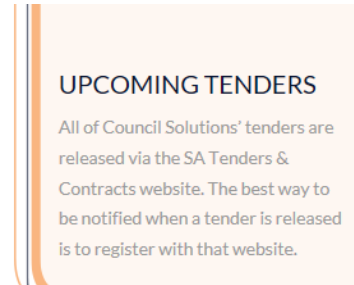 UPCOMING TENDERS
All of Council Solutions' tenders are
released via the SA Tenders &
Contracts website. The best way to
be notified when a tender is released
is to register with that website.